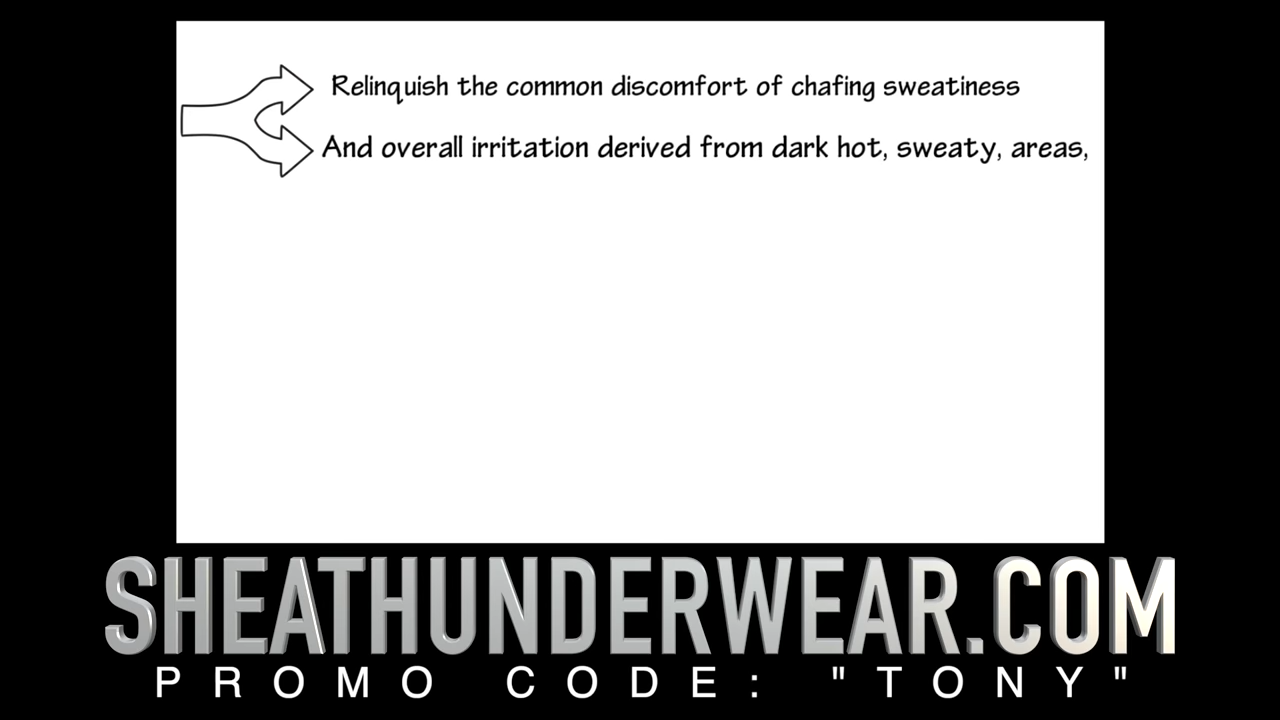 Relinquish the common discomfort of chafing sweatiness
And overall irritation derived from dark hot, sweaty, areas,
SHEATHUNDERWEAR.COM
PROMO CODE: "TONY"